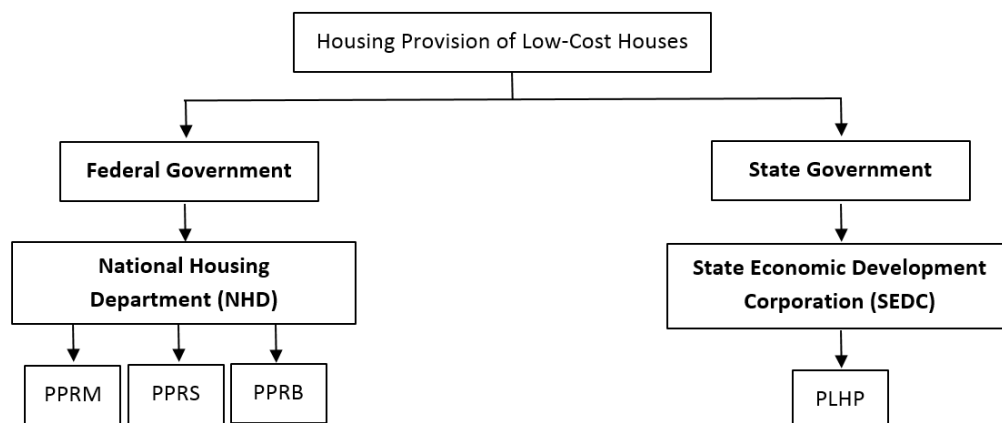 Housing Provision of Low-Cost Houses
Federal Government
State Government
National Housing
Department (NHD)
State Economic Development
Corporation (SEDC)
PPRM
PPRS
PPRB
PLHP